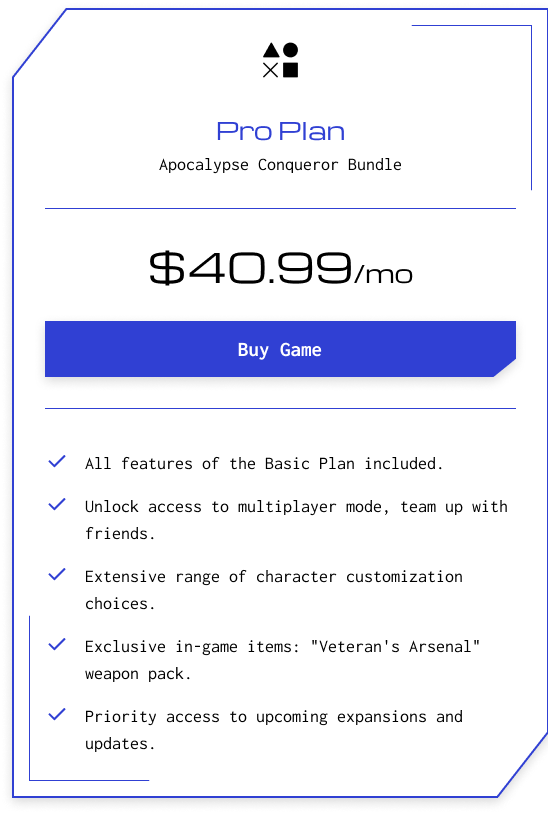 Pro Plan
Apocalypse Conqueror Bundle
$40.99/mo
Buy Game
All features of the Basic Plan included.
Unlock access to multiplayer mode, team up with
friends.
Extensive range of character customization
choices.
Exclusive in-game items: "Veteran's Arsenal"
weapon pack.
Priority access to upcoming expansions and
updates.